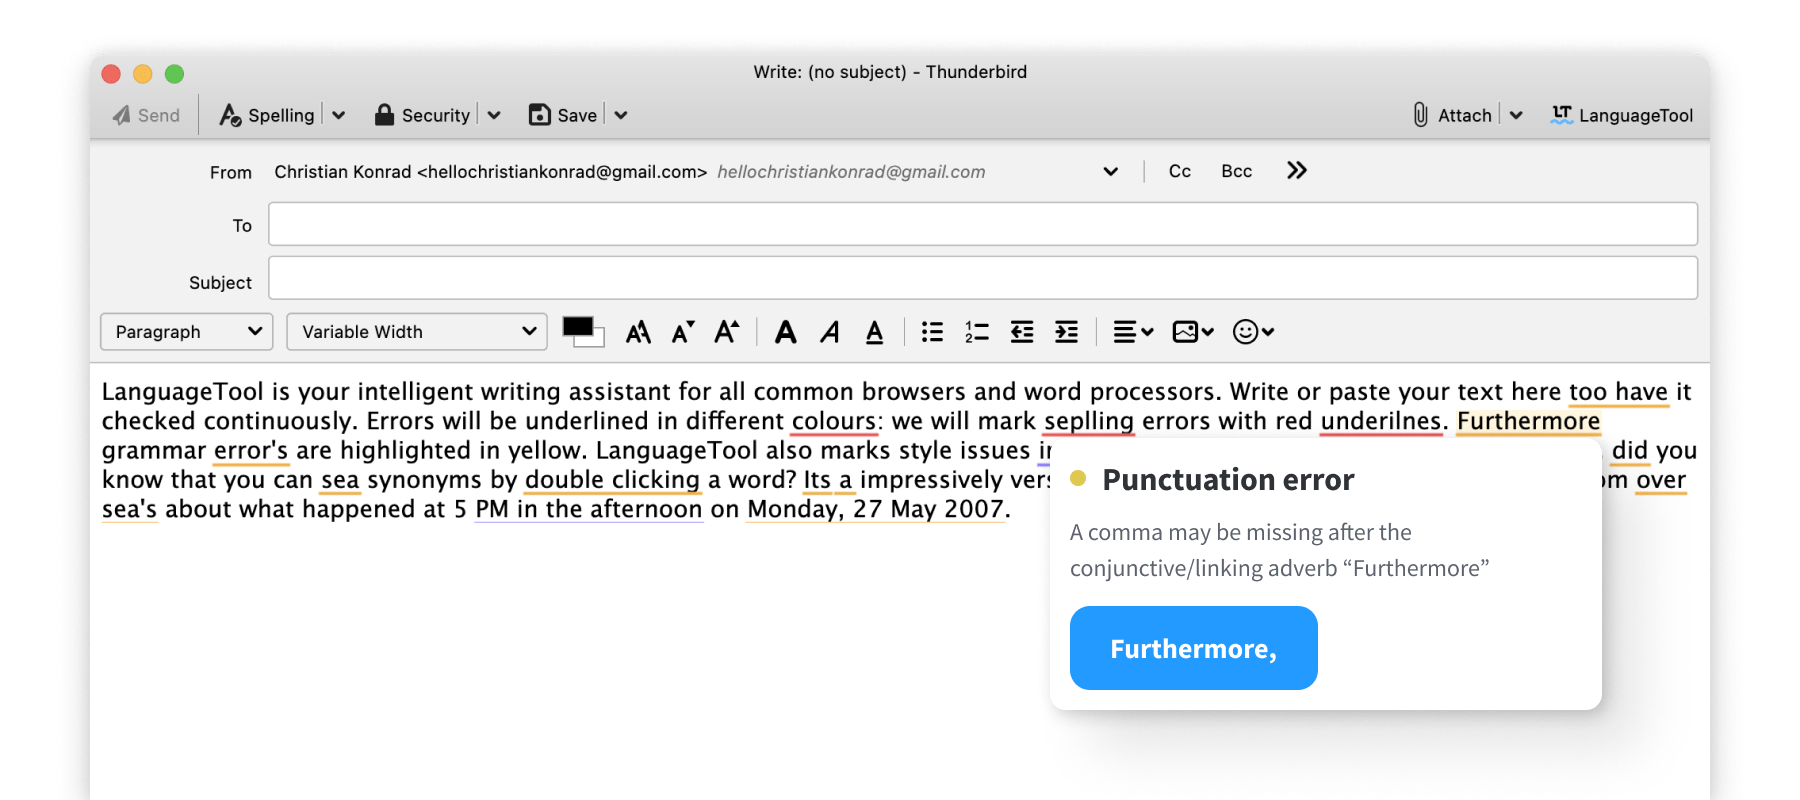 Write: (no subject) - Thunderbird
Send Spelling Security Save Attach LT LanguageTool
From Christian Konrad <hellochristiankonrad@gmail.com> hellochristiankonrad@gmail.com Cc Bcc
To
Subject
Paragraph Variable Width
LanguageTool is your intelligent writing assistant for all common browsers and word processors. Write or paste your text here too have it
checked continuously. Errors will be underlined in different colours: we will mark seplling errors with red underilnes. Furthermore
grammar error's are highlighted in yellow. LanguageTool also marks style issues did you
know that you can sea synonyms by double clicking a word? Its a impressively over
sea's about what happened at 5 PM in the afternoon on Monday, 27 May 2007.
Punctuation error
A comma may be missing after the
conjunctive/linking adverb “Furthermore”
Furthermore,